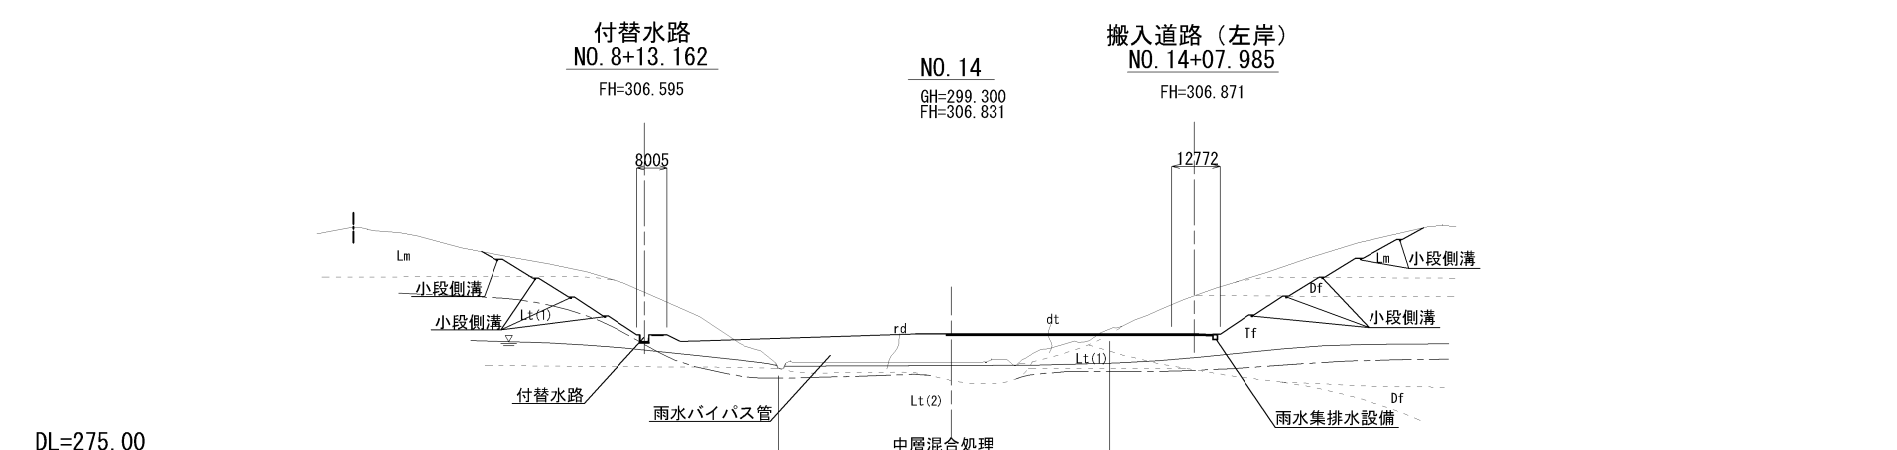 付替水路
NO. 8+13. 162
FH=306. 595
NO. 14
GH=299. 300
FH=306. 831
搬入道路（左岸）
NO. 14+07. 985
FH=306. 871
8005
12772
Lm
小段側溝
Lt(1)
小段側溝
rd
dt
Lt(1)
Lm
小段側溝
Df
小段側溝
Tf
付替水路
雨水バイパス管
Lt(2)
Df
雨水集排水設備
中層混合処理
DL=275. 00